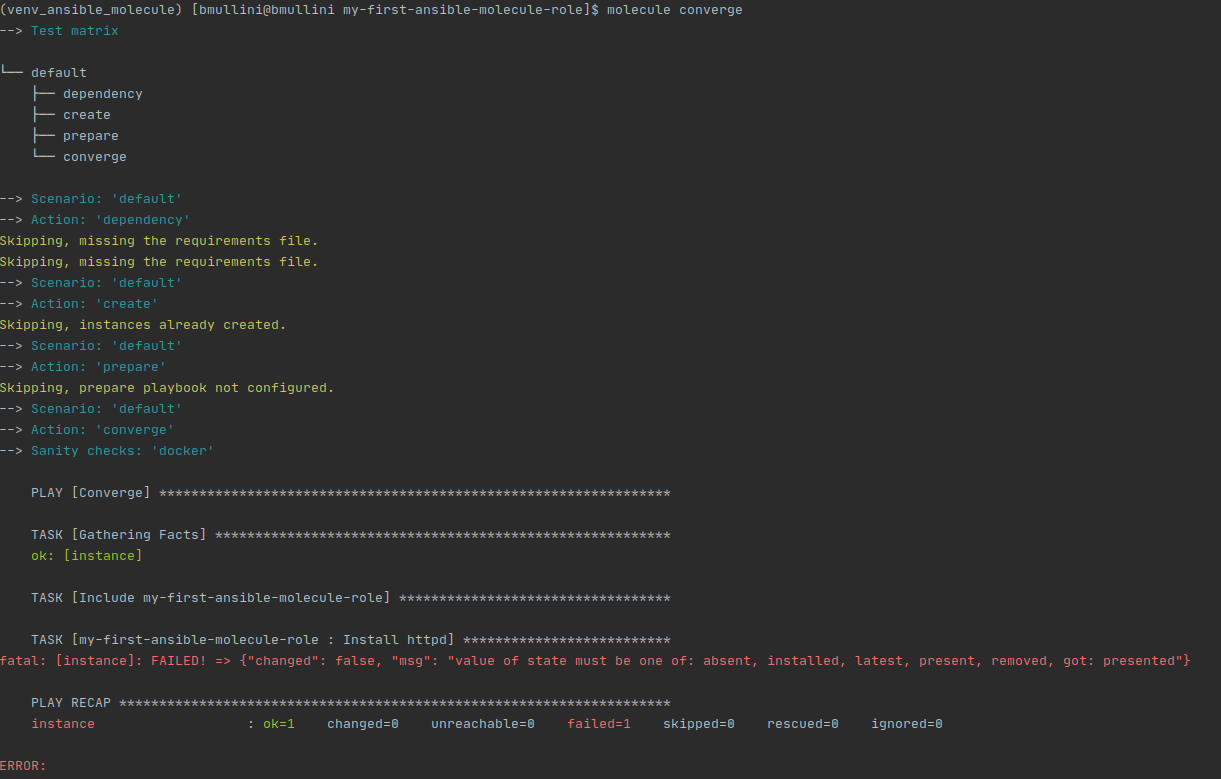 (venv_ansible_molecule) [bmullini@bmullini my-first-ansible-molecule-role]$ molecule converge
--> Test matrix
└── default
    ├── dependency
    ├── create
    ├── prepare
    └── converge
--> Scenario: 'default'
--> Action: 'dependency'
Skipping, missing the requirements file.
Skipping, missing the requirements file.
--> Scenario: 'default'
--> Action: 'create'
Skipping, instances already created.
--> Scenario: 'default'
--> Action: 'prepare'
Skipping, prepare playbook not configured.
--> Scenario: 'default'
--> Action: 'converge'
--> Sanity checks: 'docker'
    PLAY [Converge] ****************************************************************
    TASK [Gathering Facts] *********************************************************
    ok: [instance]
    TASK [Include my-first-ansible-molecule-role] **********************************
    TASK [my-first-ansible-molecule-role : Install httpd] **************************
fatal: [instance]: FAILED! => {"changed": false, "msg": "value of state must be one of: absent, installed, latest, present, removed, got: presented"}
    PLAY RECAP *********************************************************************
    instance                   : ok=1    changed=0    unreachable=0    failed=1    skipped=0    rescued=0    ignored=0
ERROR: